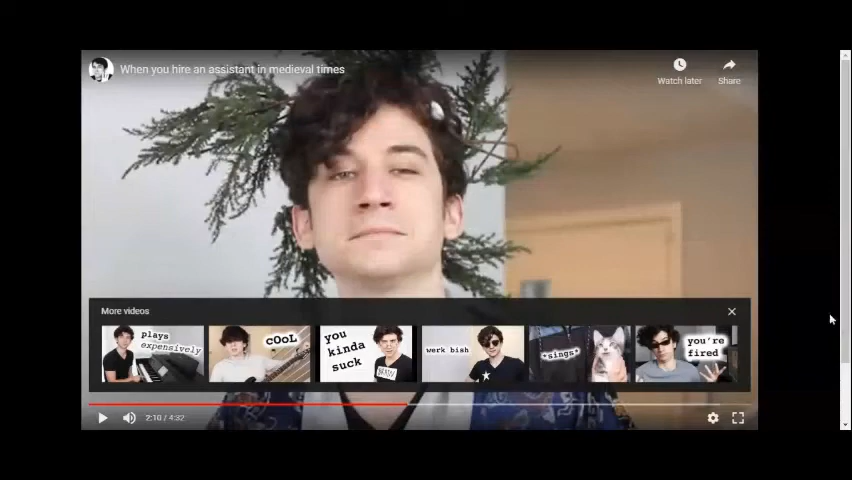 When you hire an assistant in medieval times
Watch later
Share
More videos
plays
expensively
cOoL
you
kinda
suck
werk bish
*sings*
you're
fired
2:10 / 4:32